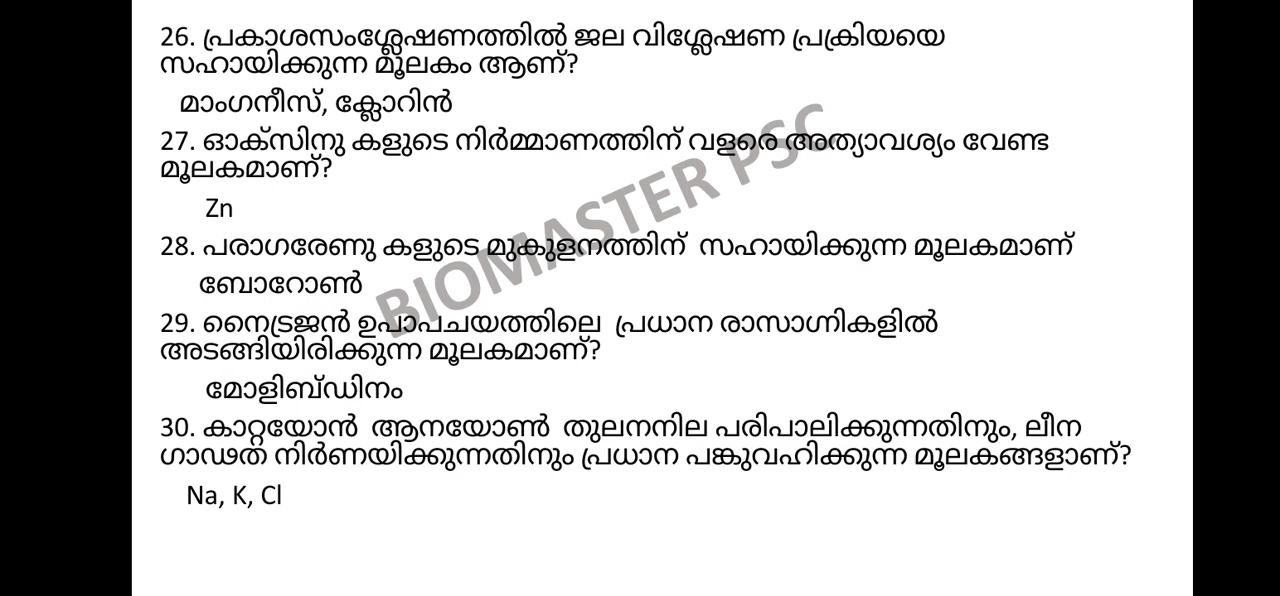 26. പ്രകാശസംശ്ലേഷണത്തിൽ ജല വിശ്ലേഷണ പ്രക്രിയയെ
സഹായിക്കുന്ന മൂലകം ആണ്?
മാംഗനീസ്, ക്ലോറിൻ
27. ഓക്സിനു കളുടെ നിർമ്മാണത്തിന് വളരെ അത്യാവശ്യം വേണ്ട
മൂലകമാണ്?
Zn
28. പരാഗരേണു കളുടെ മുകുളനത്തിന് സഹായിക്കുന്ന മൂലകമാണ്
ബോറോൺ
29. നൈട്രജൻ ഉപാപചയത്തിലെ പ്രധാന രാസാഗ്നികളിൽ
അടങ്ങിയിരിക്കുന്ന മൂലകമാണ്?
മോളിബ്ഡിനം
30. കാറ്റയോൻ ആനയോൺ തുലനനില പരിപാലിക്കുന്നതിനും, ലീന
ഗാഢത നിർണയിക്കുന്നതിനും പ്രധാന പങ്കുവഹിക്കുന്ന മൂലകങ്ങളാണ്?
Na, K, Cl
BIOMASTER PSC